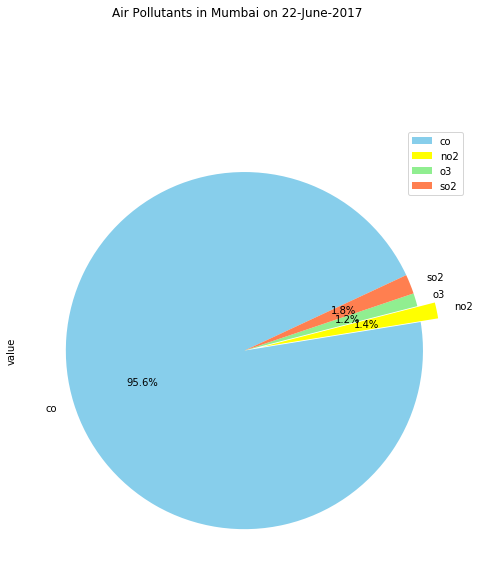 Air Pollutants in Mumbai on 22-June-2017
co
no2
o3
so2
so2
o3
no2
1.8%
1.2%
1.4%
value
95.6%
co